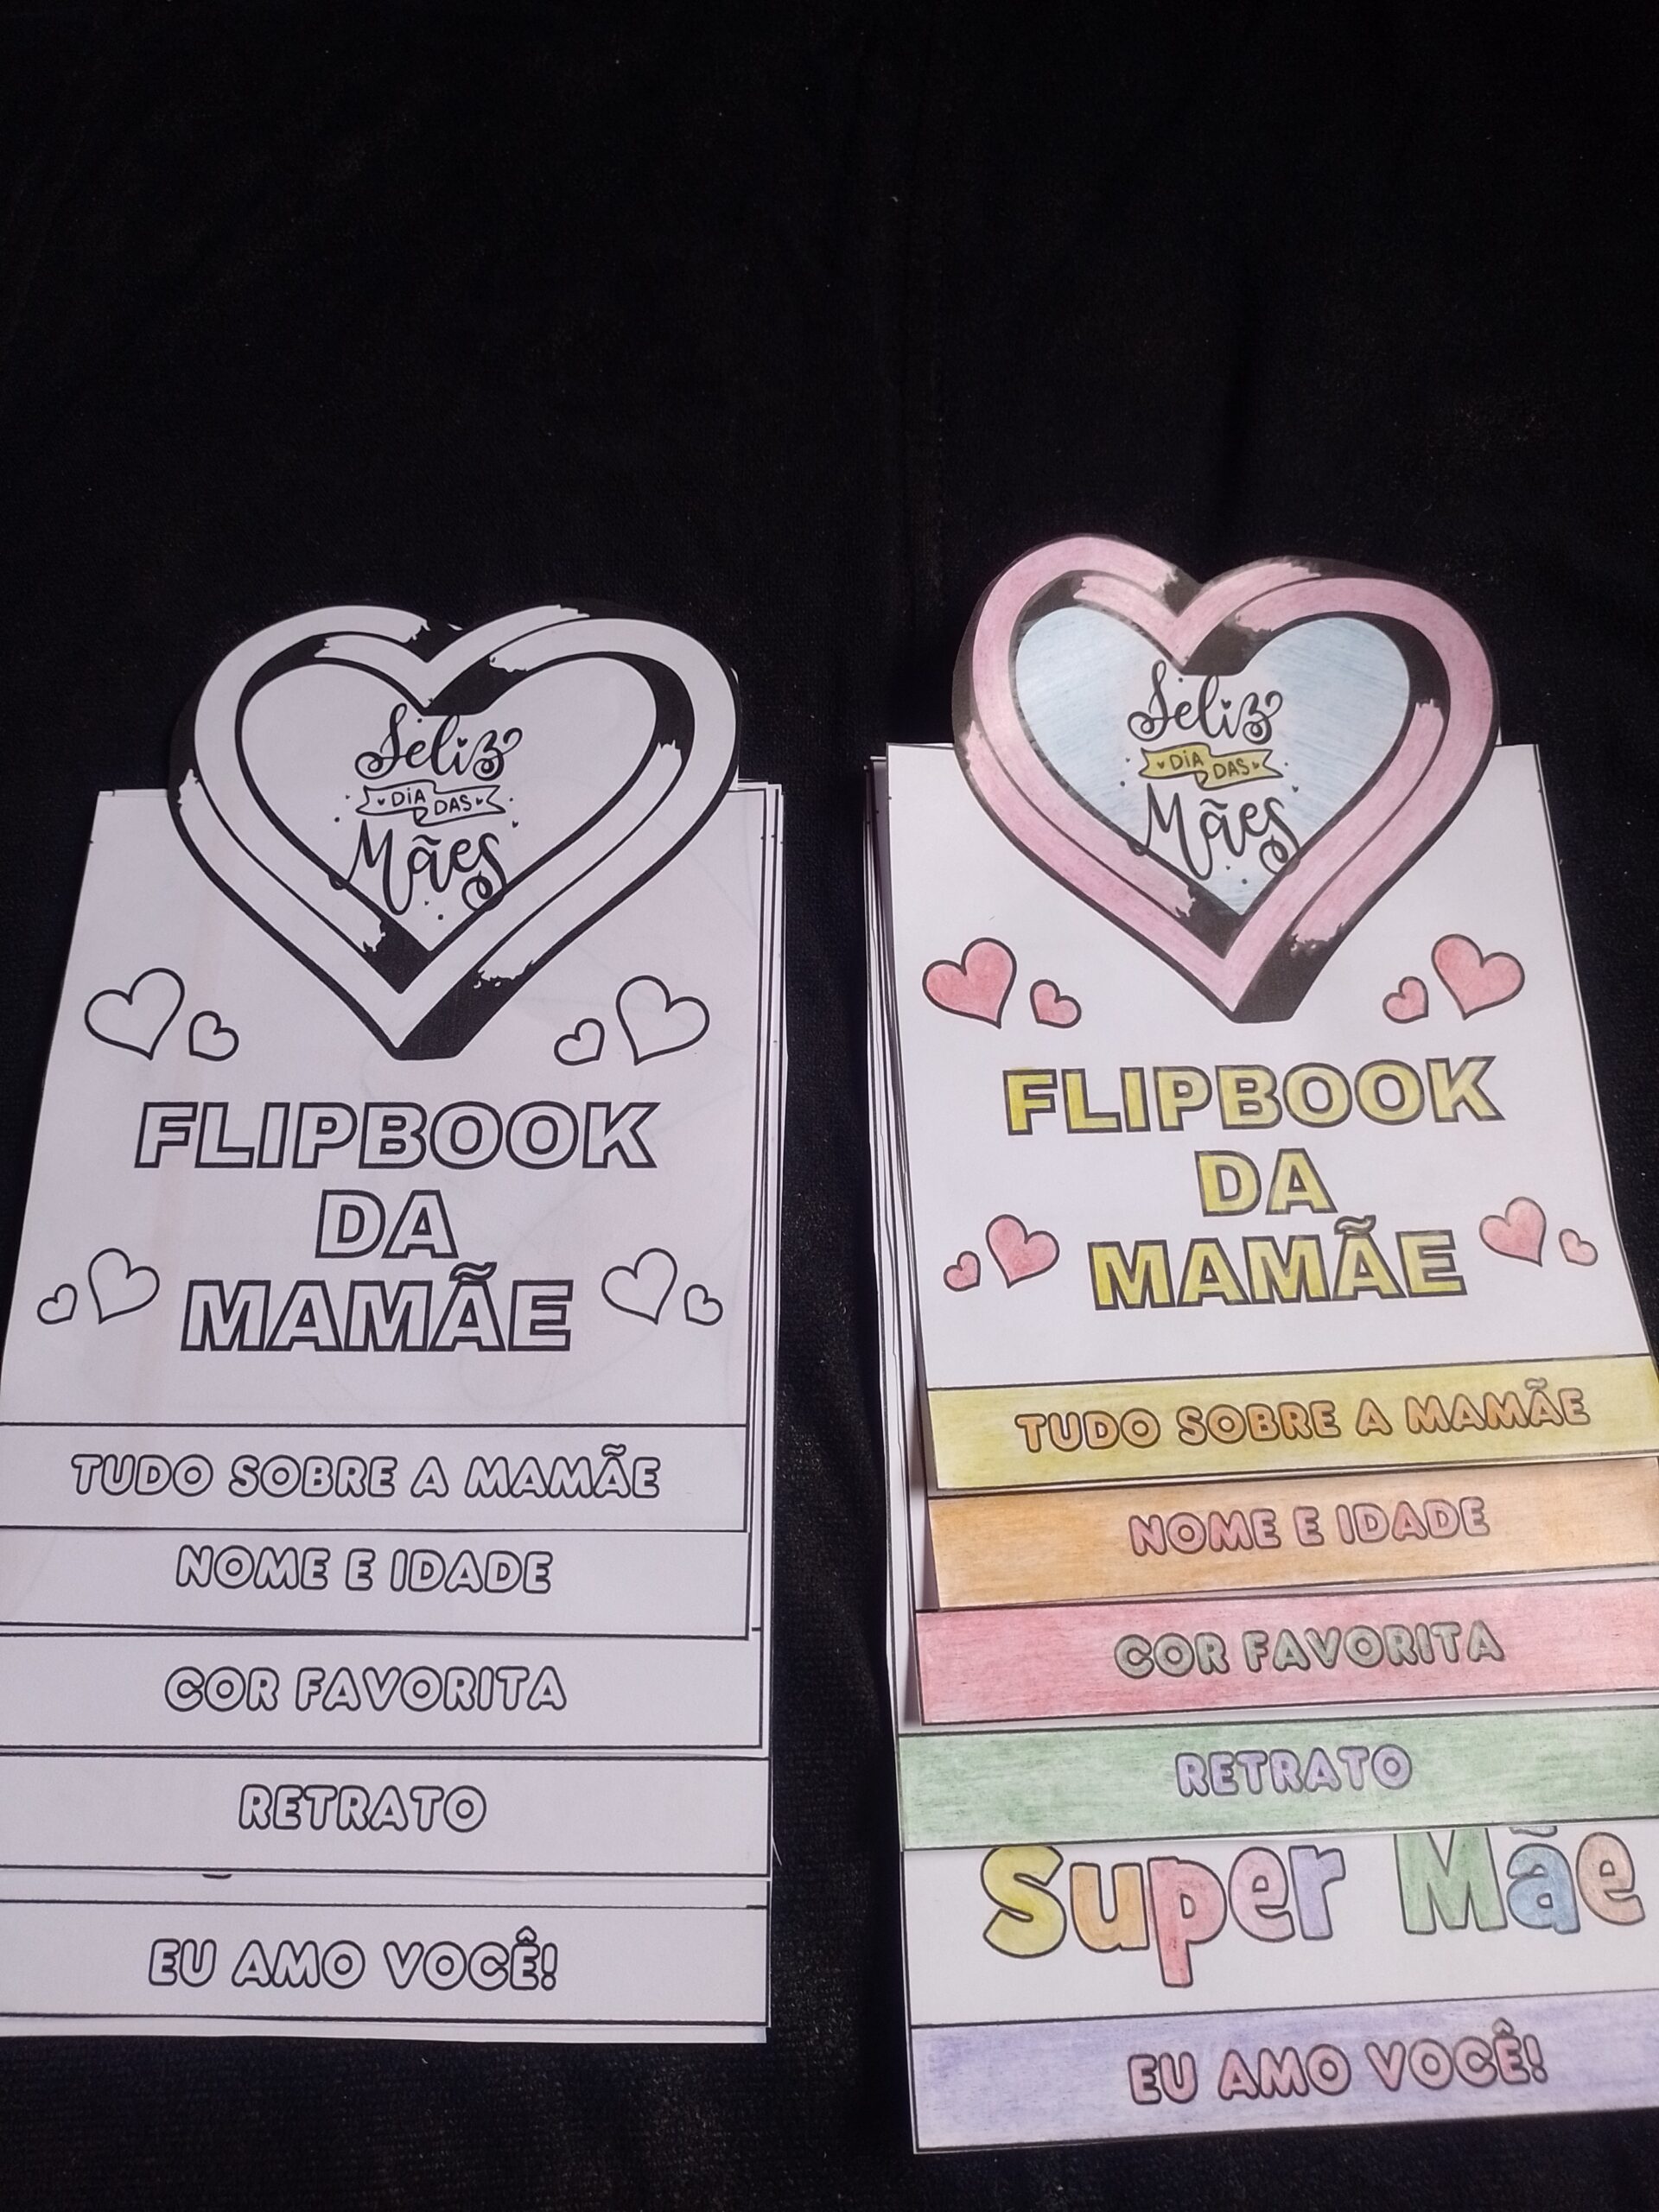 Feliz
DIA DAS
Mães
FLIPBOOK
DA
MAMÃE
TUDO SOBRE A MAMÃE
NOME E IDADE
COR FAVORITA
RETRATO
EU AMO VOCÊ!
Feliz
DIA DAS
Mães
FLIPBOOK
DA
MAMÃE
TUDO SOBRE A MAMÃE
NOME E IDADE
COR FAVORITA
RETRATO
Super Mãe
EU AMO VOCÊ!